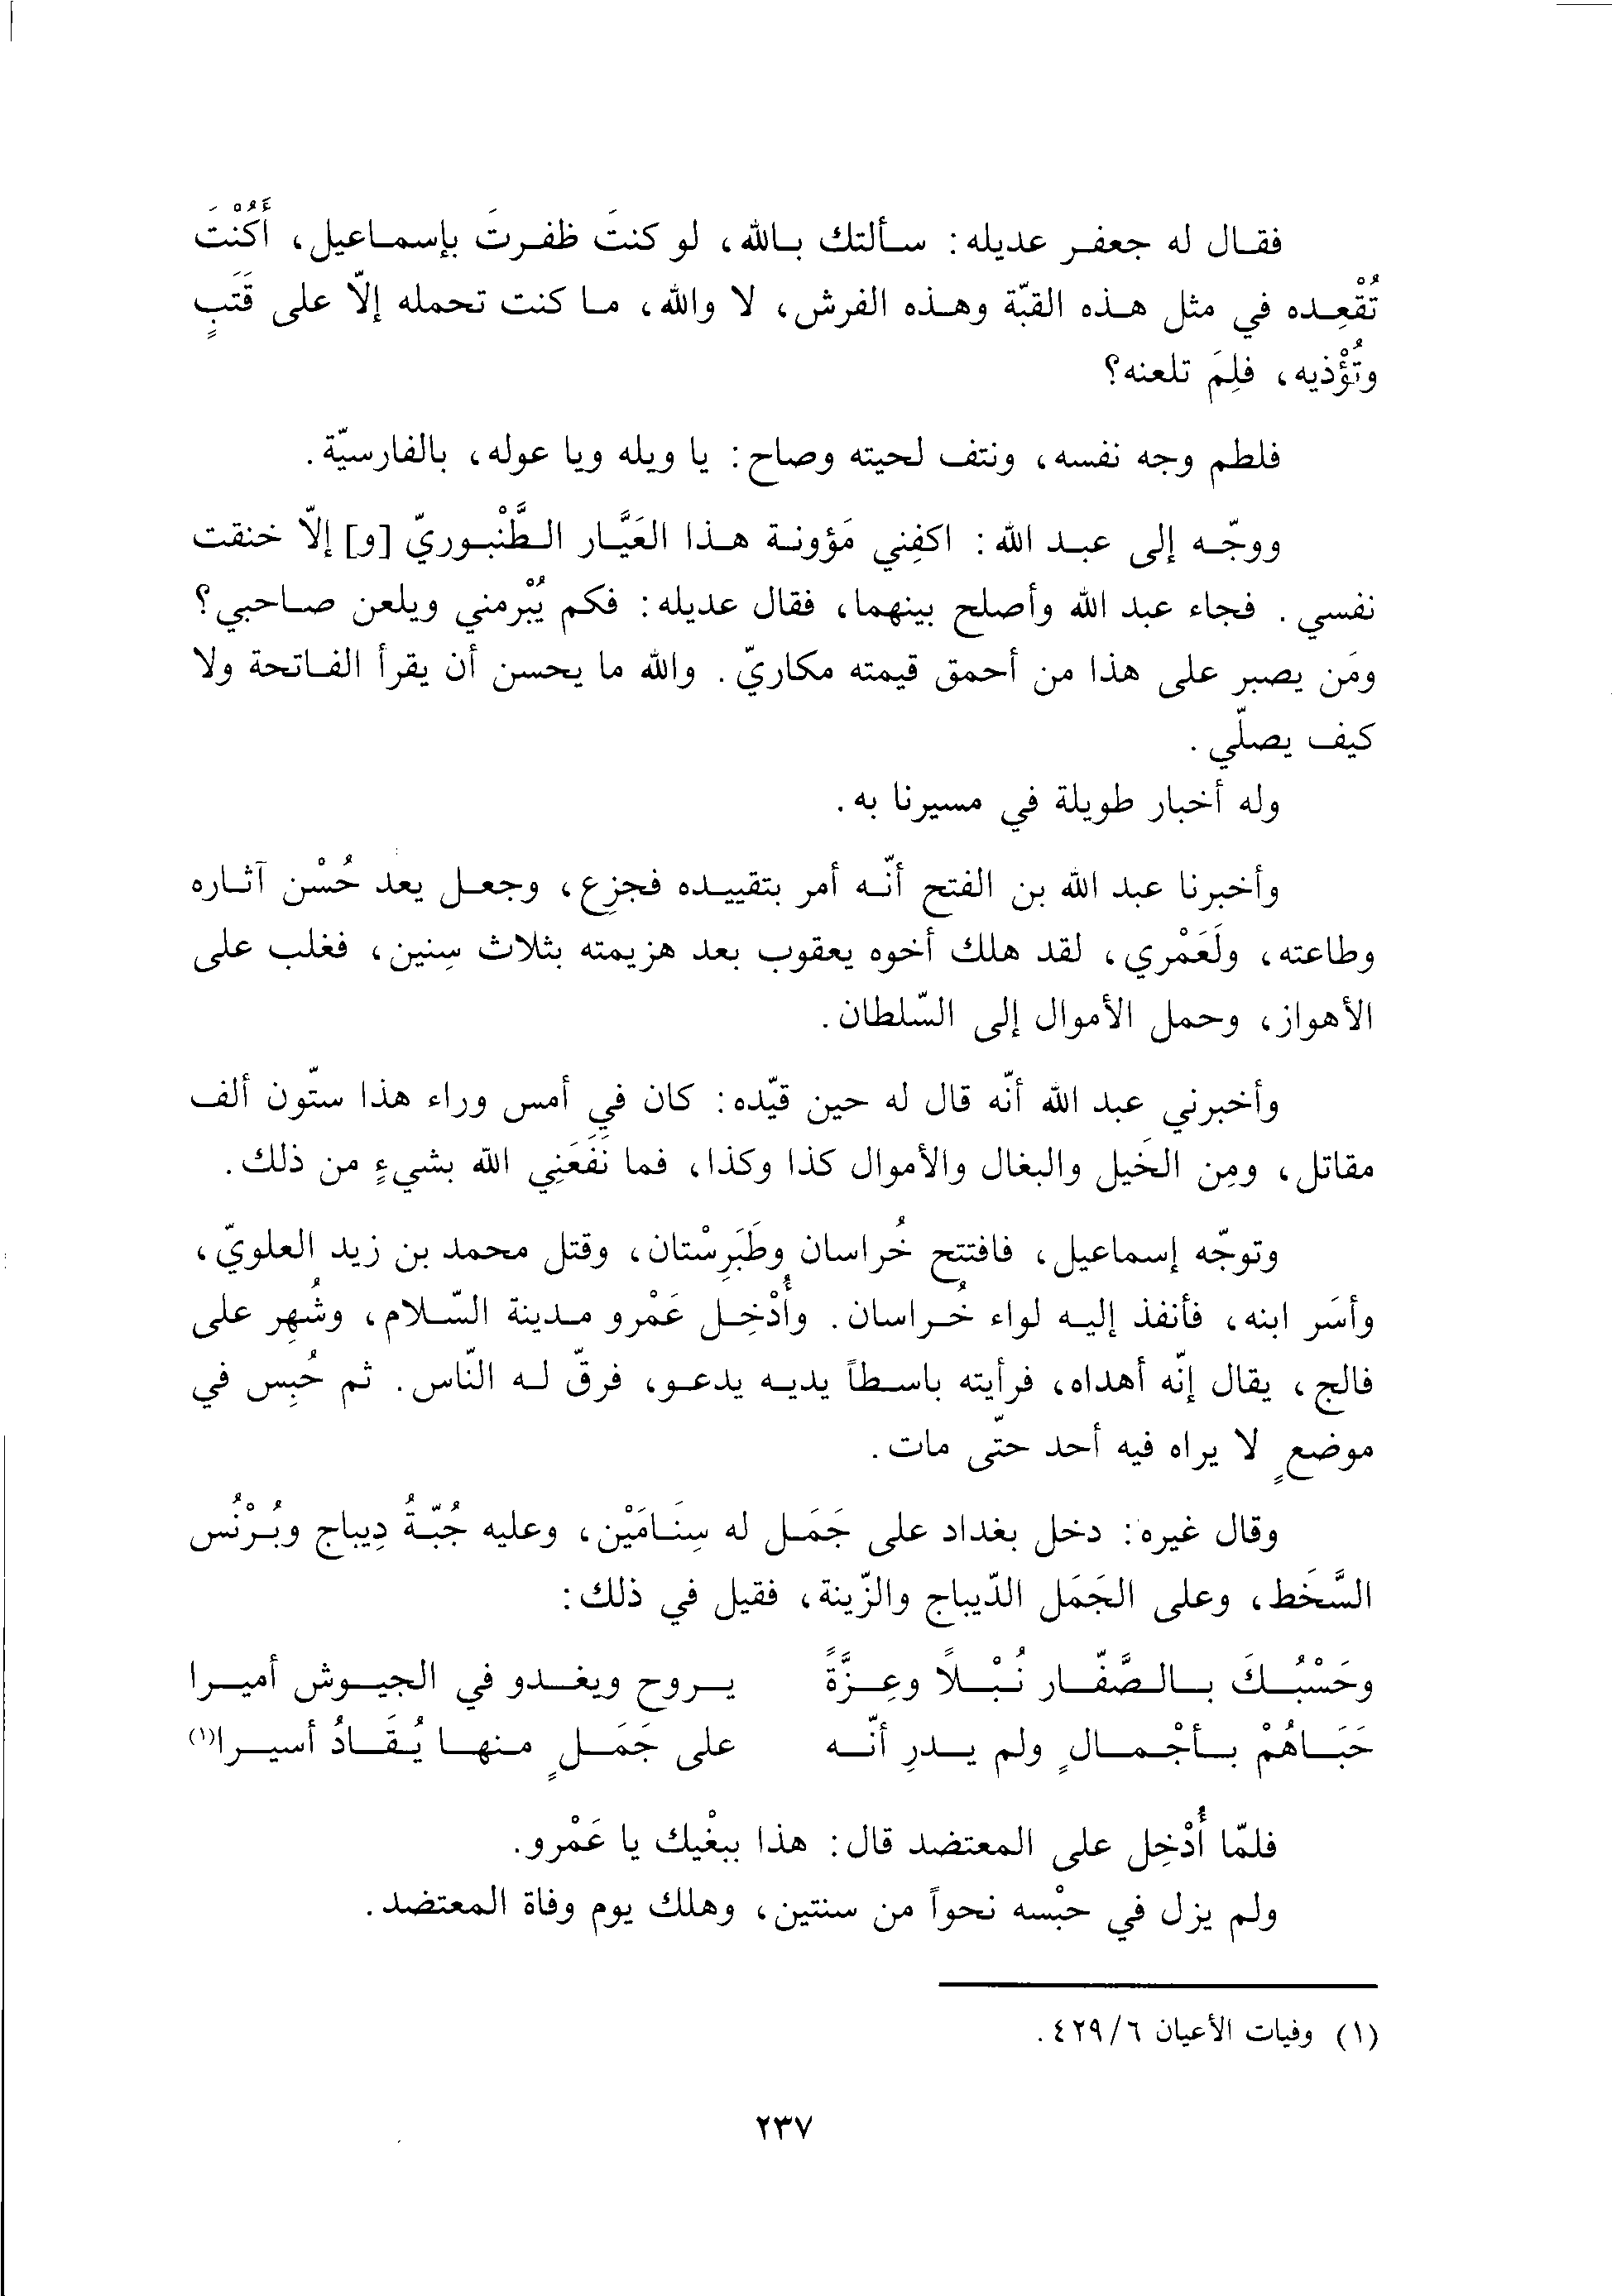 فقال له جعفر عديله: سألتك بالله، لو كنتَ ظفرتَ بإسماعيل، أَكُنْتَ
تُقْعِده في مثل هذه القبّة وهذه الفرش، لا والله، ما كنت تحمله إلاّ على قَتَبٍ
وتُؤْذيه، فلِمَ تلعنه؟
فلطم وجه نفسه، ونتف لحيته وصاح: يا ويله ويا عوله، بالفارسيّة.
ووجّه إلى عبد الله: اكفِني مَؤونة هذا العَيَّار الطَّنْبوريّ [و] إلاّ خنقت
نفسي. فجاء عبد الله وأصلح بينهما، فقال عديله: فكم يُبْرمني ويلعن صاحبي؟
ومَن يصبر على هذا من أحمق قيمته مكاريّ. والله ما يحسن أن يقرأ الفاتحة ولا
كيف يصلّي.
وله أخبار طويلة في مسيرنا به.
وأخبرنا عبد الله بن الفتح أنّه أمر بتقييده فجزِع، وجعل يعد حُسْن آثاره
وطاعته، ولَعَمْري، لقد هلك أخوه يعقوب بعد هزيمته بثلاث سِنين، فغلب على
الأهواز، وحمل الأموال إلى السّلطان.
وأخبرني عبد الله أنّه قال له حين قيّده: كان في أمس وراء هذا ستّون ألف
مقاتل، ومِن الخَيل والبغال والأموال كذا وكذا، فما نَفَعَنِي الله بشيءٍ من ذلك.
وتوجّه إسماعيل، فافتتح خُراسان وطَبَرِسْتان، وقتل محمد بن زيد العلويّ،
وأسَر ابنه، فأنفذ إليه لواء خُراسان. وأُدْخِل عَمْرو مدينة السّلام، وشُهِر على
فالج، يقال إنّه أهداه، فرأيته باسطاً يديه يدعو، فرقّ له النّاس. ثم حُبِس في
موضعٍ لا يراه فيه أحد حتّى مات.
وقال غيره: دخل بغداد على جَمَل له سِنَامَيْن، وعليه جُبّةُ دِيباج وبُرْنُس
السَّخَط، وعلى الجَمَل الدّيباج والزّينة، فقيل في ذلك:
وحَسْبُكَ بالصَّفّار نُبْلاً وعِزَّةً يروح ويغدو في الجيوش أميرا
حَبَاهُمْ بأجْمالٍ ولم يدرِ أنّه على جَمَلٍ منها يُقَادُ أسيرا(١)
فلمّا أُدْخِل على المعتضد قال: هذا ببغْيك يا عَمْرو.
ولم يزل في حبْسه نحواً من سنتين، وهلك يوم وفاة المعتضد.
(١) وفيات الأعيان ٦/ ٤٢٩.
٢٣٧